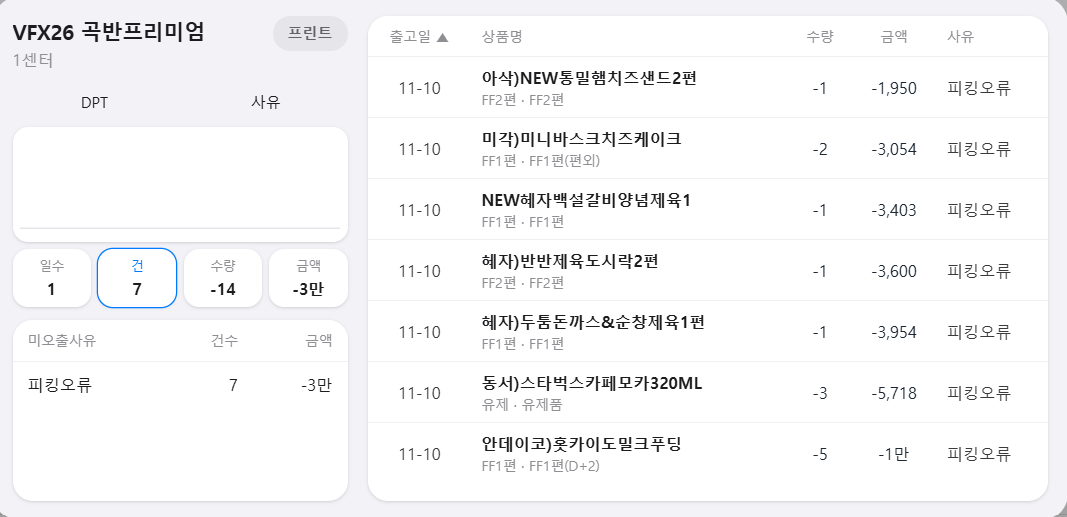 VFX26 곡반프리미엄
프린트
1센터
DPT 사유
일수 건 수량 금액
1 7 -14 -3만
미오출사유 건수 금액
피킹오류 7 -3만
출고일 ▲ 상품명 수량 금액 사유
아삭)NEW통밀햄치즈샌드2편
11-10 -1 -1,950 피킹오류
FF2편 · FF2편
미각)미니바스크치즈케이크
11-10 -2 -3,054 피킹오류
FF1편 · FF1편(편외)
NEW혜자백설갈비양념제육1
11-10 -1 -3,403 피킹오류
FF1편 · FF1편
혜자)반반제육도시락2편
11-10 -1 -3,600 피킹오류
FF2편 · FF2편
혜자)두툼돈까스&순창제육1편
11-10 -1 -3,954 피킹오류
FF1편 · FF1편
동서)스타벅스카페모카320ML
11-10 -3 -5,718 피킹오류
유제 · 유제품
안데이코)홋카이도밀크푸딩
11-10 -5 -1만 피킹오류
FF1편 · FF1편(D+2)